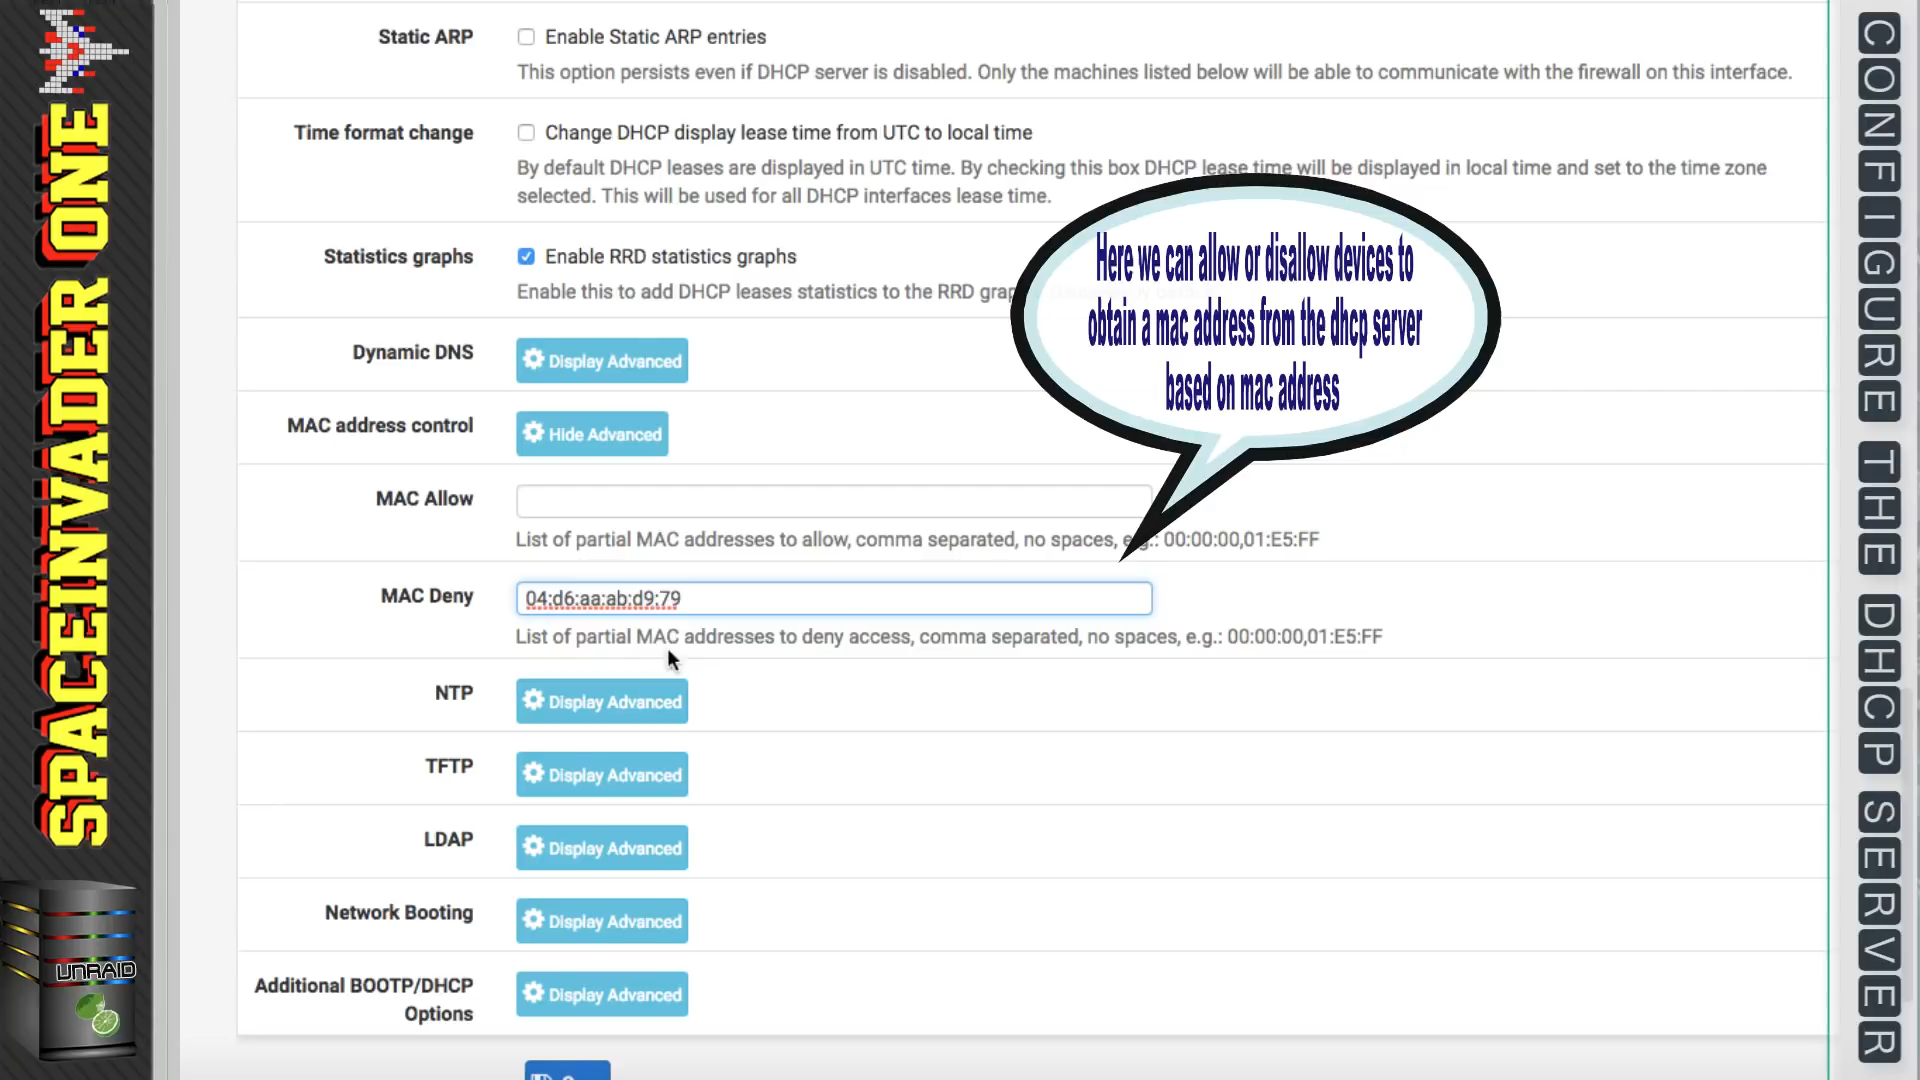 SPACEINVADER ONE
UNRAID
Static ARP
Enable Static ARP entries
This option persists even if DHCP server is disabled. Only the machines listed below will be able to communicate with the firewall on this interface.
Time format change
Change DHCP display lease time from UTC to local time
By default DHCP leases are displayed in UTC time. By checking this box DHCP lease time will be displayed in local time and set to the time zone
selected. This will be used for all DHCP interfaces lease time.
Statistics graphs
Enable RRD statistics graphs
Enable this to add DHCP leases statistics to the RRD
Here we can allow or disallow devices to
obtain a mac address from the dhcp server
based on mac address
Dynamic DNS
Display Advanced
MAC address control
Hide Advanced
MAC Allow
List of partial MAC addresses to allow, comma separated, no spaces, e.g.: 00:00:00,01:E5:FF
MAC Deny
04:d6:aa:ab:d9:79
List of partial MAC addresses to deny access, comma separated, no spaces, e.g.: 00:00:00,01:E5:FF
NTP
Display Advanced
TFTP
Display Advanced
LDAP
Display Advanced
Network Booting
Display Advanced
Additional BOOTP/DHCP
Options
Display Advanced
CONFIGURE THE DHCP SERVER